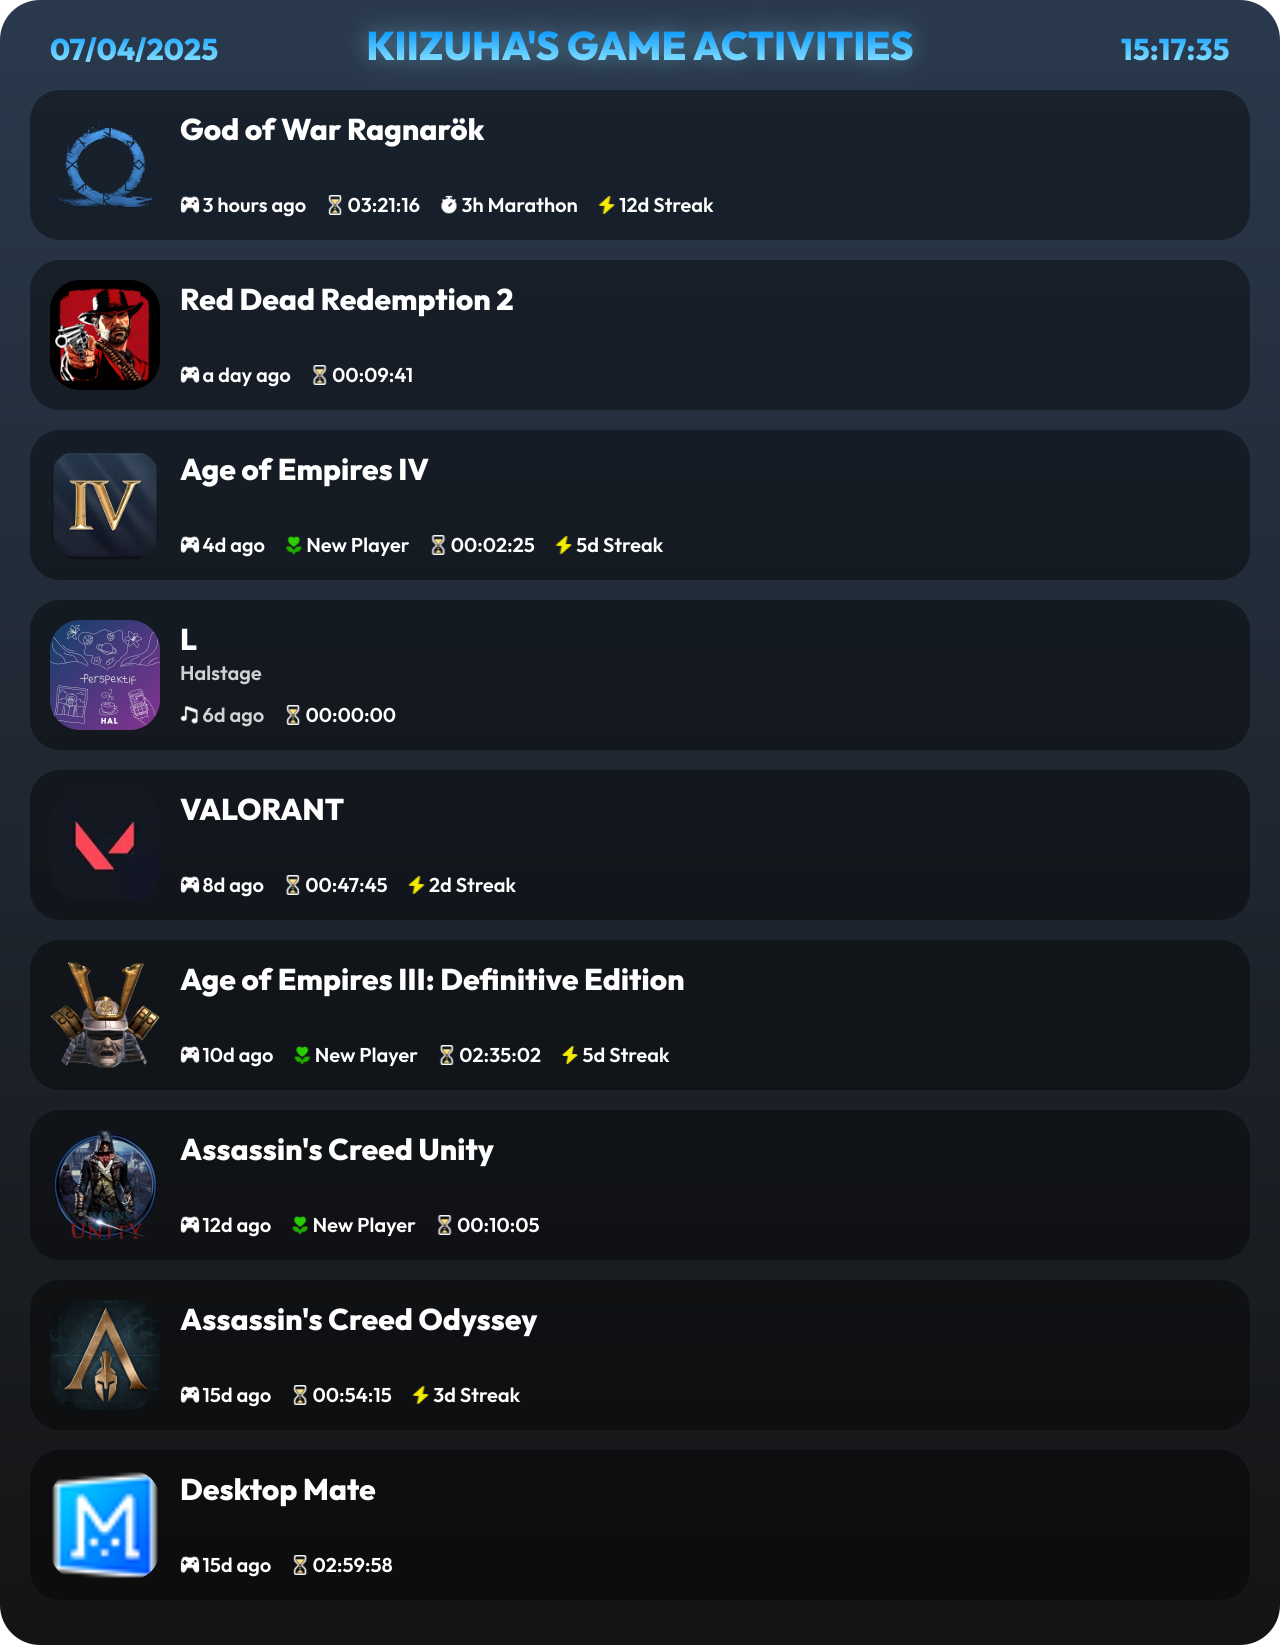 07/04/2025 KIIZUHA'S GAME ACTIVITIES 15:17:35
God of War Ragnarök
3 hours ago 03:21:16 3h Marathon 12d Streak
Red Dead Redemption 2
a day ago 00:09:41
IV
Age of Empires IV
4d ago New Player 00:02:25 5d Streak
L
Halstage
Perspektif
HAL
6d ago 00:00:00
VALORANT
8d ago 00:47:45 2d Streak
Age of Empires III: Definitive Edition
10d ago New Player 02:35:02 5d Streak
Assassin's Creed Unity
UNITY
12d ago New Player 00:10:05
Assassin's Creed Odyssey
15d ago 00:54:15 3d Streak
Desktop Mate
M
15d ago 02:59:58